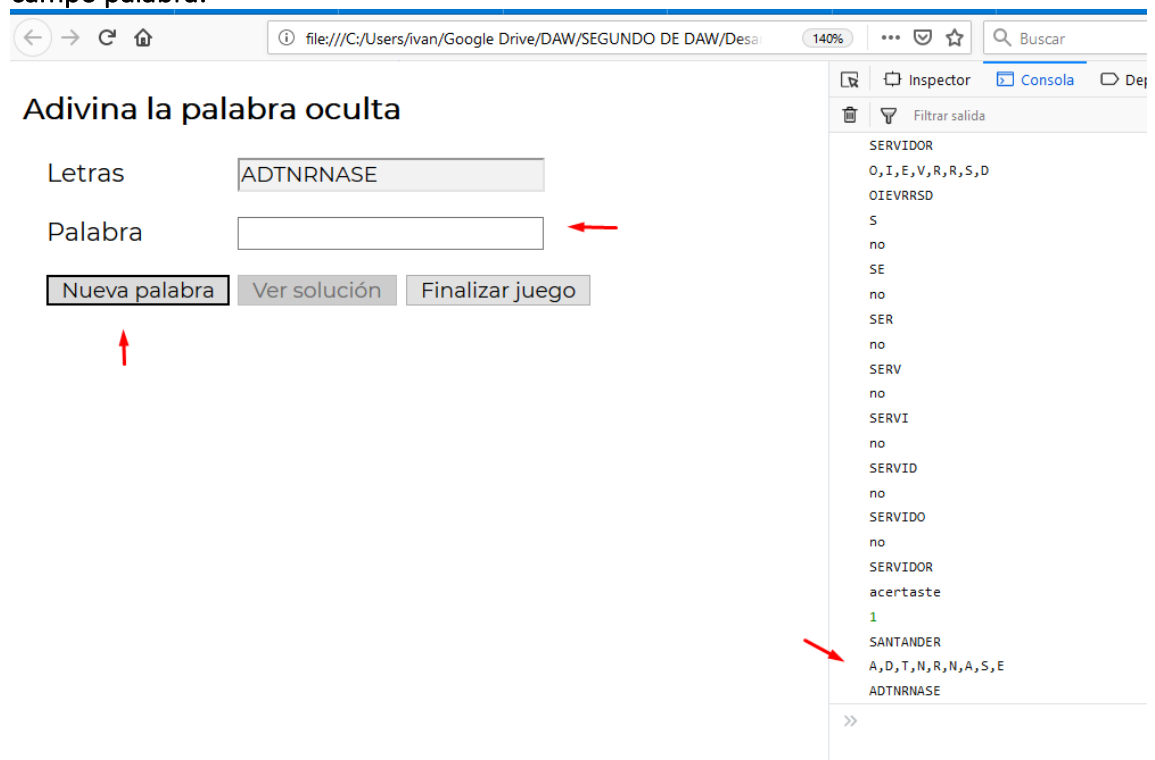 campo palabra.
file:///C:/Users/ivan/Google Drive/DAW/SEGUNDO DE DAW/Desa
140%
Buscar
Inspector
Consola
Dep
Filtrar salida
Adivina la palabra oculta
Letras
ADTNRNASE
Palabra
Nueva palabra
Ver solución
Finalizar juego
SERVIDOR
O,I,E,V,R,R,S,D
OIEVRRSD
S
no
SE
no
SER
no
SERV
no
SERVI
no
SERVID
no
SERVIDO
no
SERVIDOR
acertaste
1
SANTANDER
A,D,T,N,R,N,A,S,E
ADTNRNASE